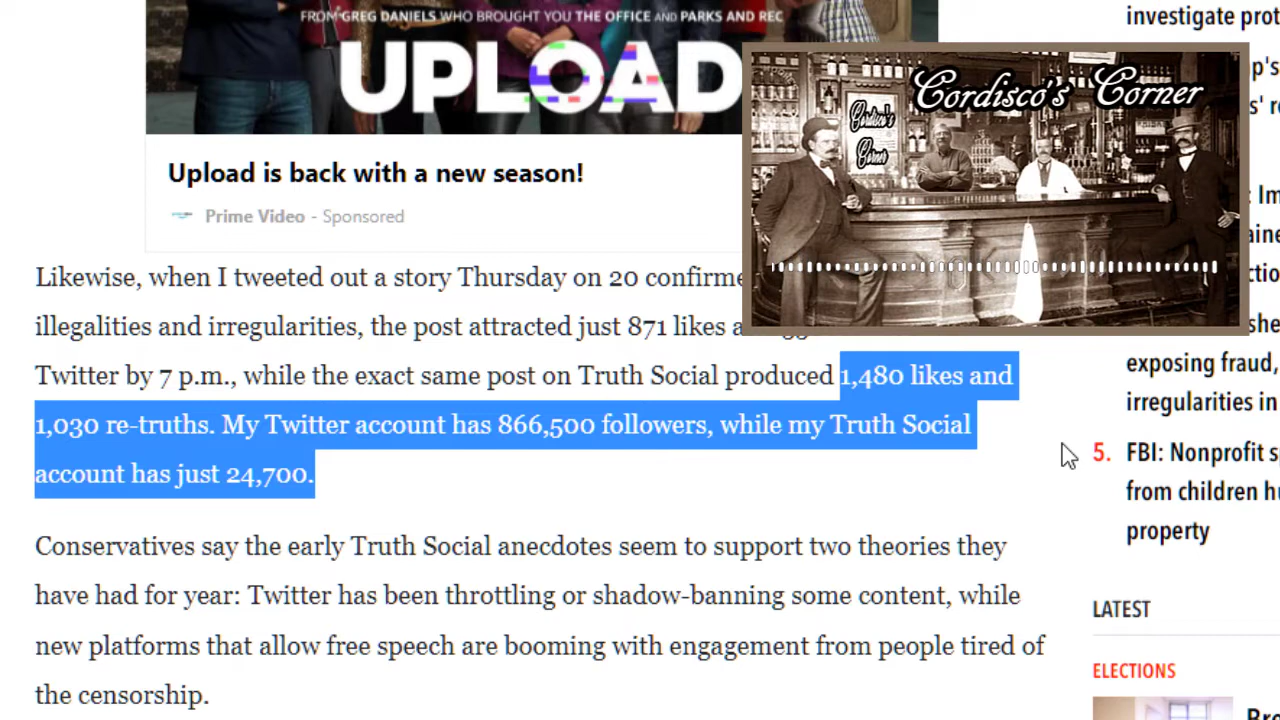 FROM GREG DANIELS WHO BROUGHT YOU THE OFFICE AND PARKS AND REC
UPLOAD
Upload is back with a new season!
Prime Video - Sponsored
Cordisco's Corner
Cordisco's
Corner
Likewise, when I tweeted out a story Thursday on 20 confirme
illegalities and irregularities, the post attracted just 871 likes a
Twitter by 7 p.m., while the exact same post on Truth Social produced 1,480 likes and
1,030 re-truths. My Twitter account has 866,500 followers, while my Truth Social
account has just 24,700.
Conservatives say the early Truth Social anecdotes seem to support two theories they
have had for year: Twitter has been throttling or shadow-banning some content, while
new platforms that allow free speech are booming with engagement from people tired of
the censorship.
investigate prot
p's
s' r
Im
aine
ctio
she
exposing fraud,
irregularities in
5. FBI: Nonprofit s
from children hu
property
LATEST
ELECTIONS
Bre